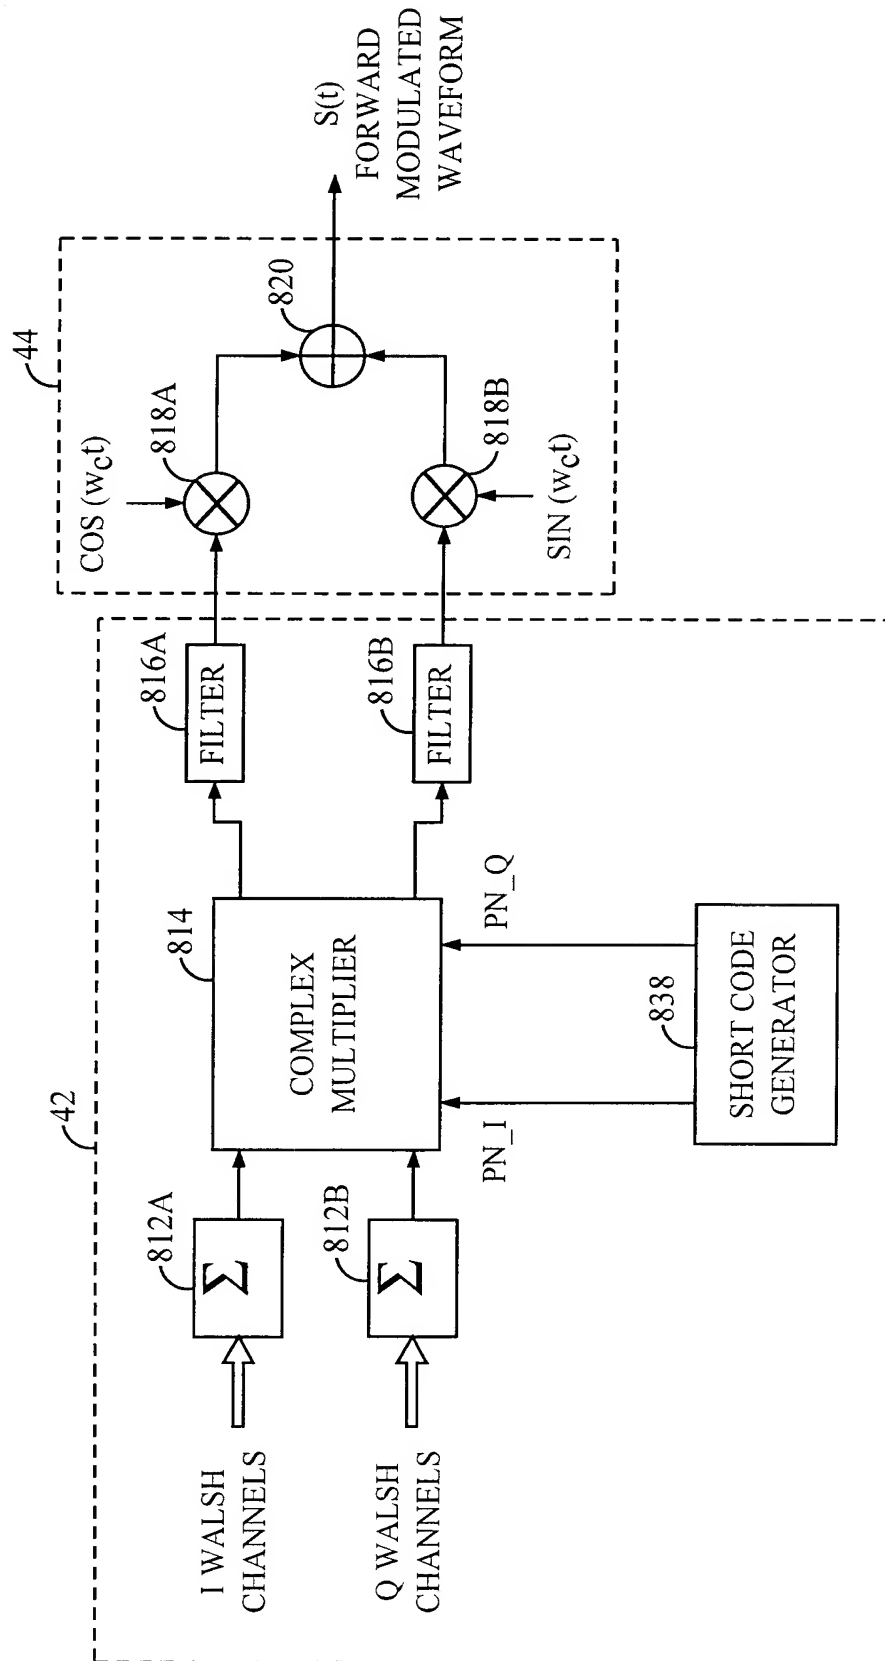 42
44
I WALSH
CHANNELS
812A
Σ
Q WALSH
CHANNELS
812B
Σ
814
COMPLEX
MULTIPLIER
PN_I
PN_Q
838
SHORT CODE
GENERATOR
816A
FILTER
816B
FILTER
COS (wct)
818A
818B
SIN (wct)
820
S(t)
FORWARD
MODULATED
WAVEFORM